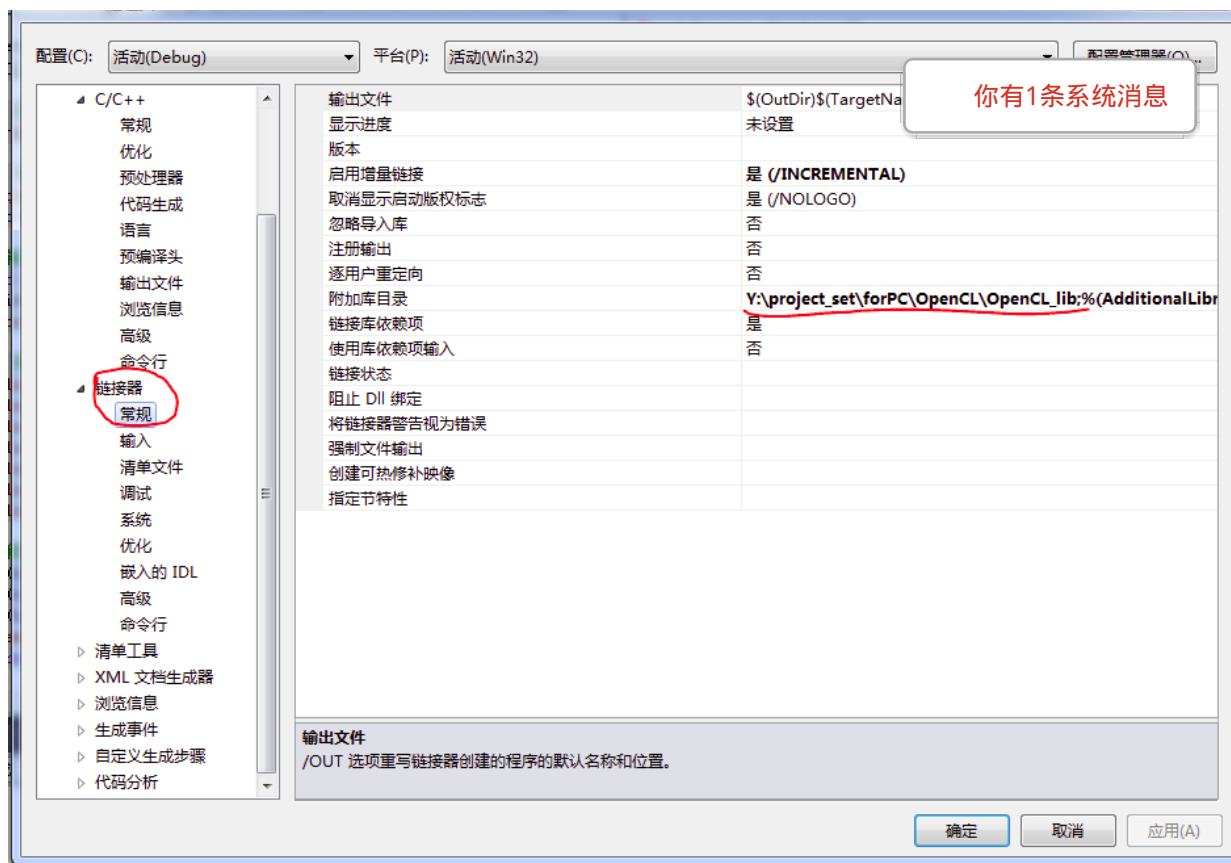 配置(C): 活动(Debug) 平台(P): 活动(Win32)
你有1条系统消息
C/C++
常规
优化
预处理器
代码生成
语言
预编译头
输出文件
浏览信息
高级
命令行
链接器
常规
输入
清单文件
调试
系统
优化
嵌入的 IDL
高级
命令行
清单工具
XML 文档生成器
浏览信息
生成事件
自定义生成步骤
代码分析
输出文件 $(OutDir)$(TargetNa
显示进度 未设置
版本
启用增量链接 是 (/INCREMENTAL)
取消显示启动版权标志 是 (/NOLOGO)
忽略导入库 否
注册输出 否
逐用户重定向 否
附加库目录 Y:\project_set\forPC\OpenCL\OpenCL_lib;%(AdditionalLibr
链接库依赖项 是
使用库依赖项输入 否
链接状态
阻止 Dll 绑定
将链接器警告视为错误
强制文件输出
创建可热修补映像
指定节特性
输出文件
/OUT 选项重写链接器创建的程序的默认名称和位置。
确定 取消 应用(A)